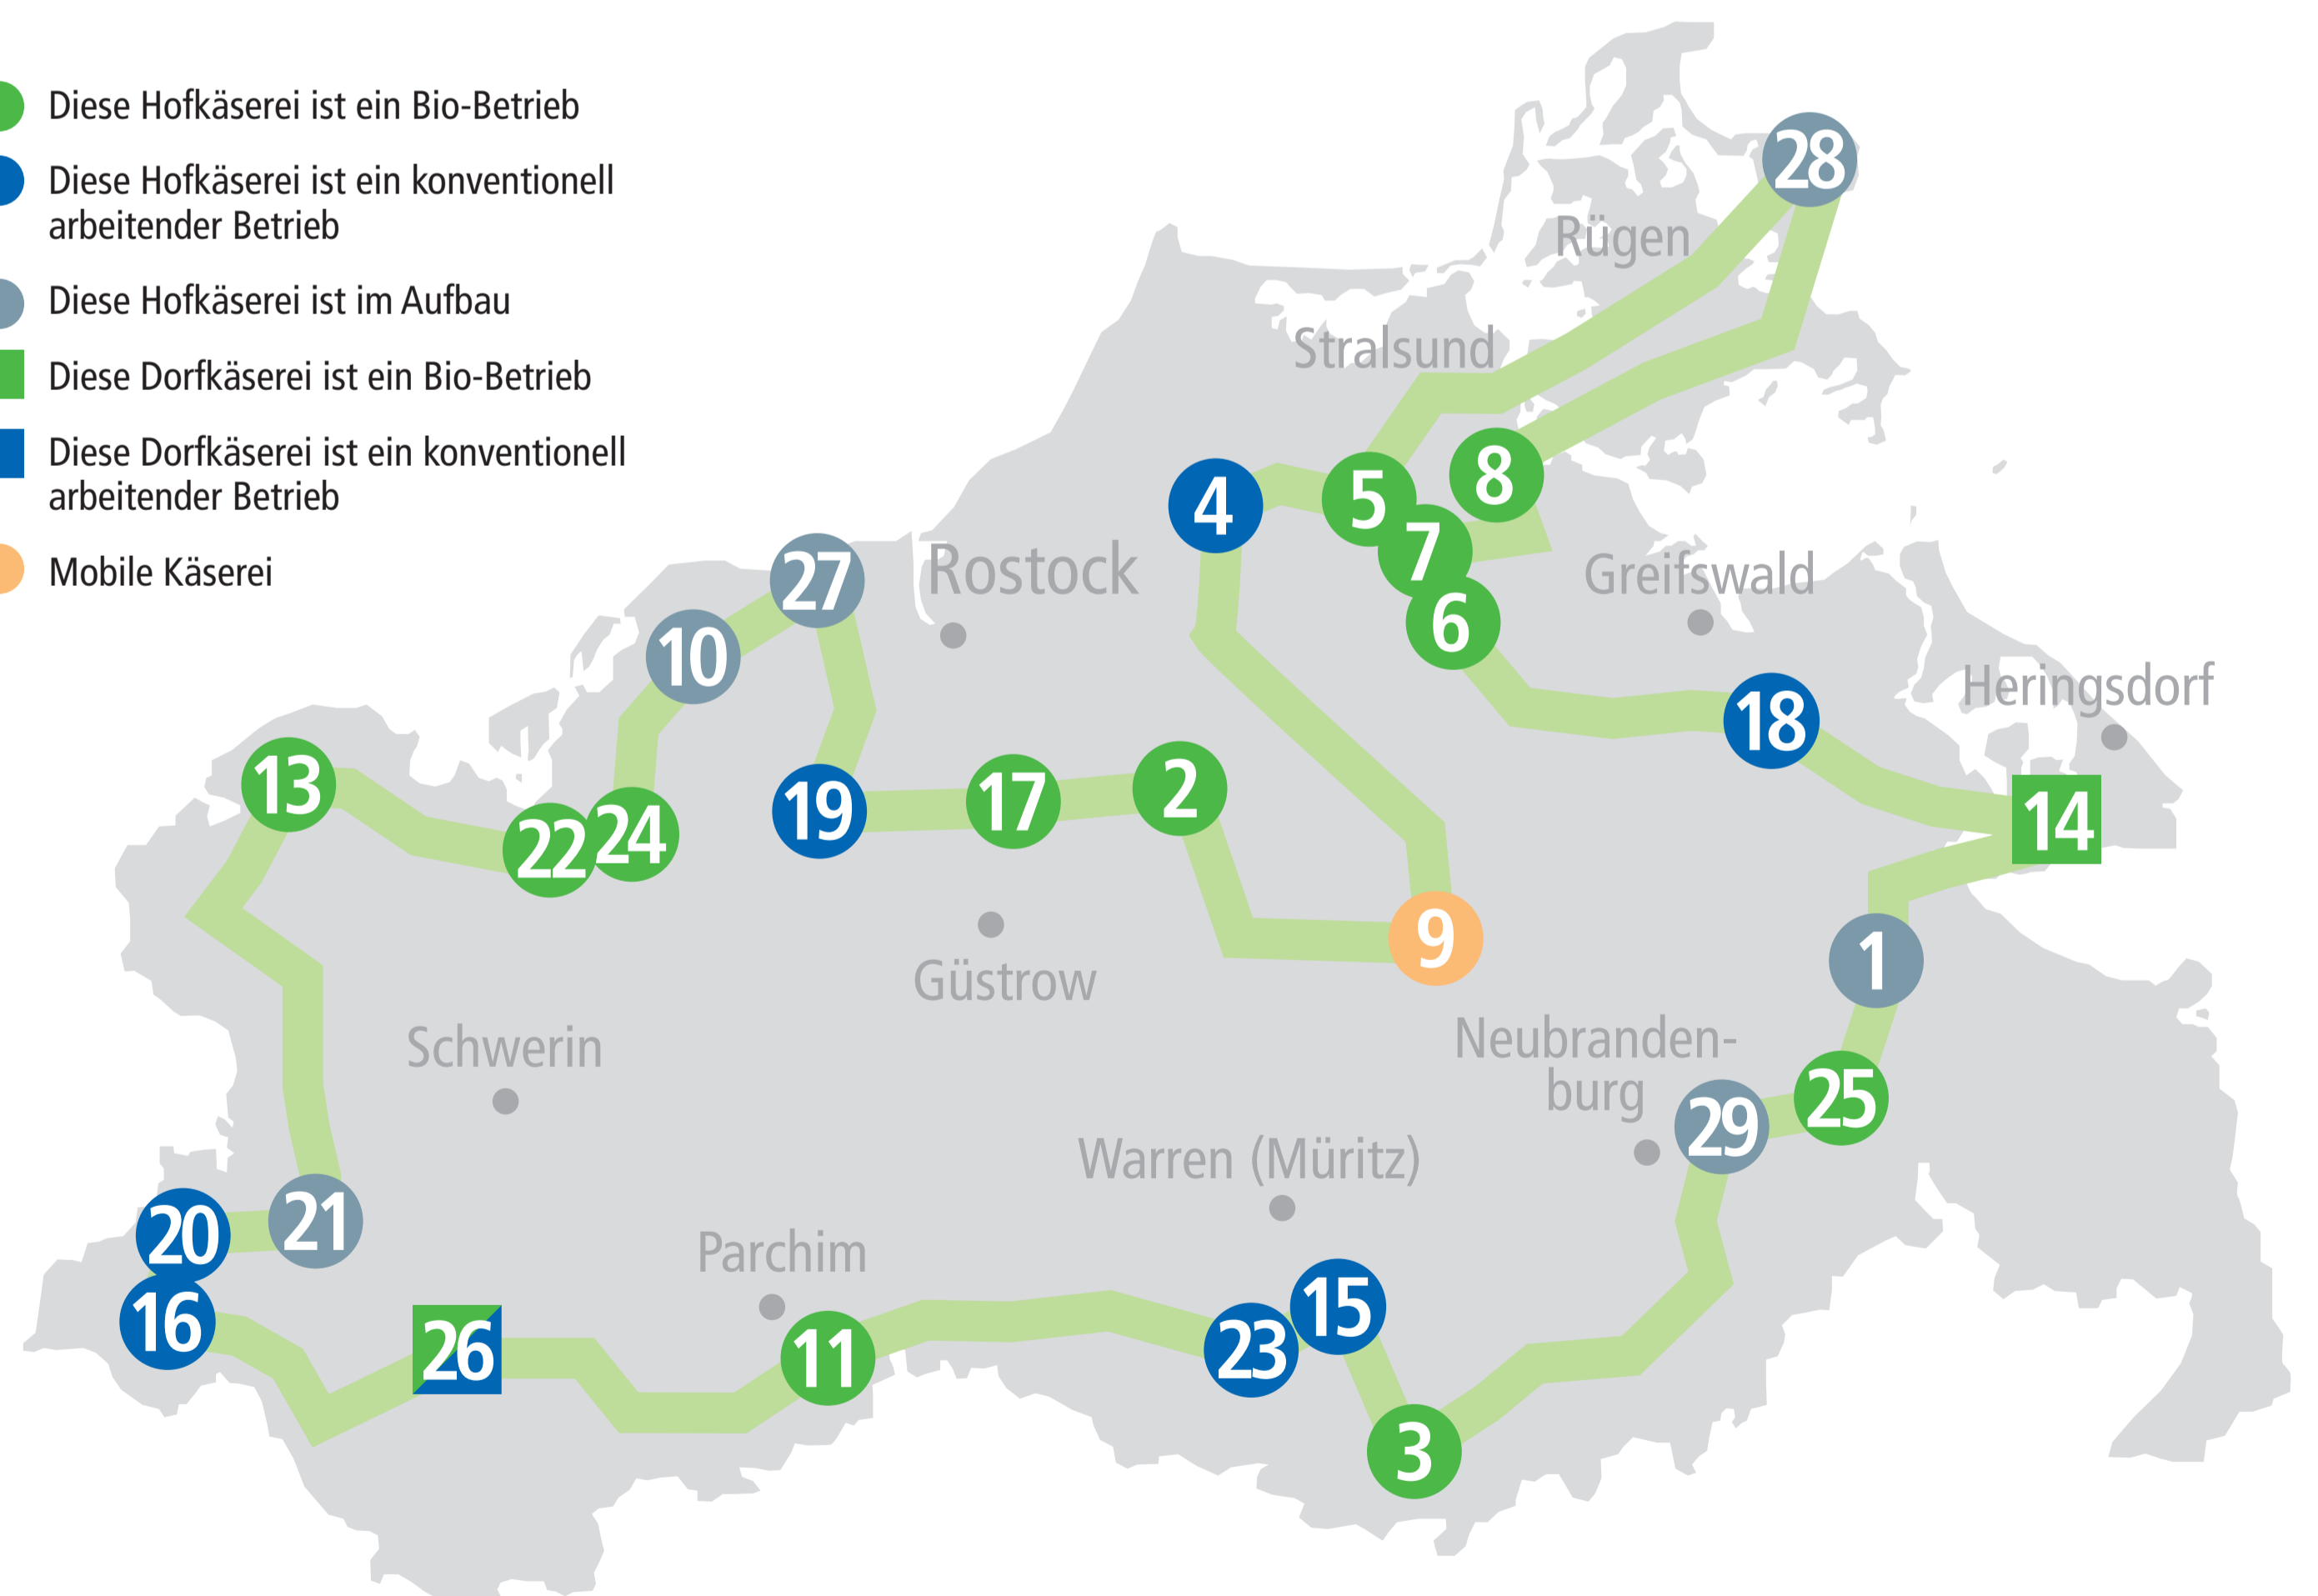 Diese Hofkäserei ist ein Bio-Betrieb
Diese Hofkäserei ist ein konventionell
arbeitender Betrieb
Diese Hofkäserei ist im Aufbau
Diese Dorfkäserei ist ein Bio-Betrieb
Diese Dorfkäserei ist ein konventionell
arbeitender Betrieb
Mobile Käserei
28
Rügen
Stralsund
8
5
4
7
27
Rostock
Greifswald
6
10
Heringsdorf
18
13
2
17
19
14
24
22
9
1
Güstrow
Schwerin
Neubranden-
burg
25
29
Warren (Müritz)
21
20
Parchim
15
16
23
26
11
3